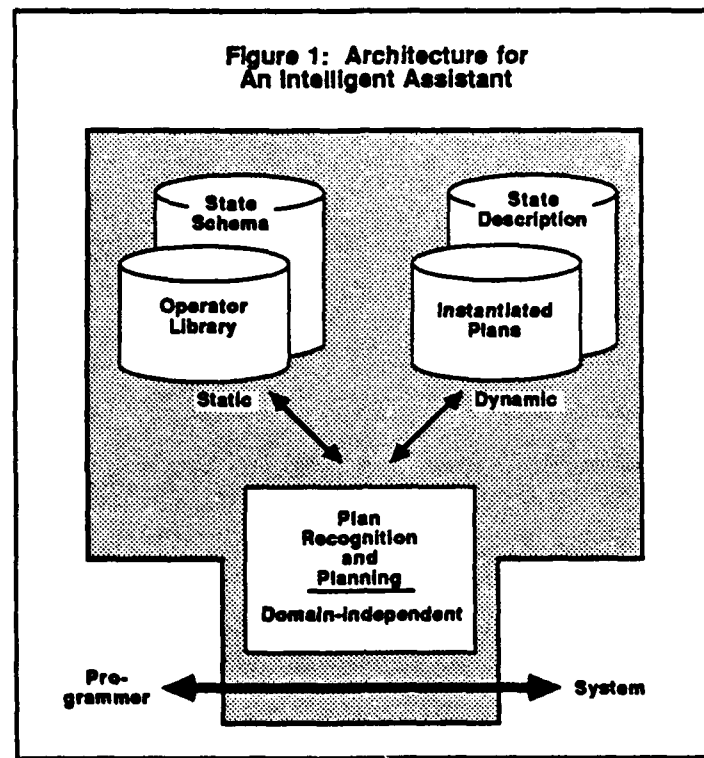 Figure 1: Architecture for
An Intelligent Assistant
State
Schema
Operator
Library
Static
State
Description
Instantiated
Plans
Dynamic
Plan
Recognition
and
Planning
Domain-Independent
Pro-
grammer
System